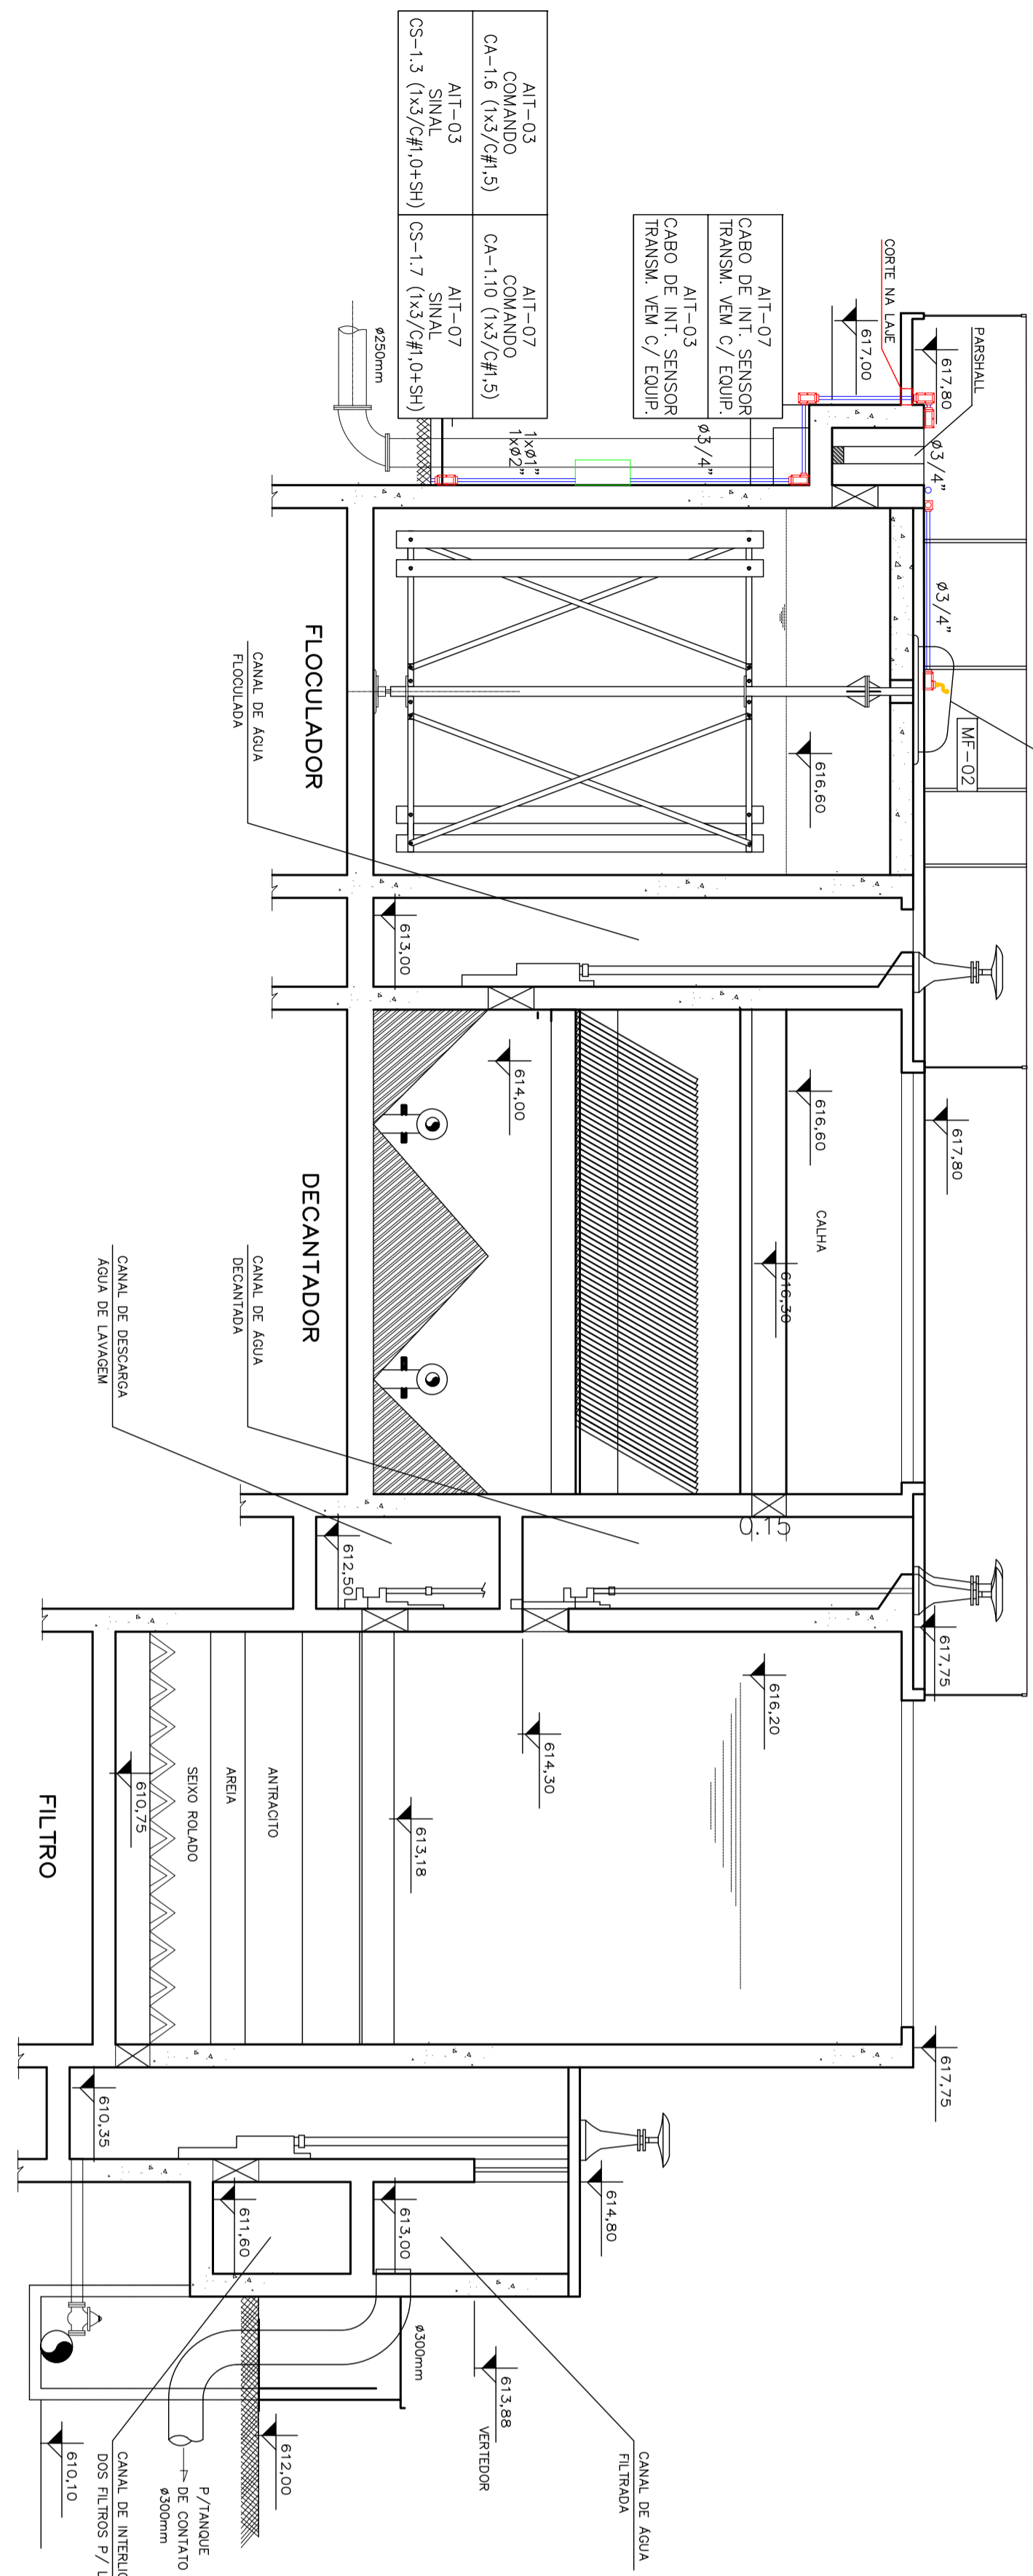 AIT-03
COMANDO
CA-1.6 (1x3/C#1,5)
AIT-07
COMANDO
CA-1.10 (1x3/C#1,5)
AIT-03
SINAL
CS-1.3 (1x3/C#1,0+SH)
AIT-07
SINAL
CS-1.7 (1x3/C#1,0+SH)
AIT-07
CABO DE INT. SENSOR
TRANSM. VEM C/ EQUIP.
AIT-03
CABO DE INT. SENSOR
TRANSM. VEM C/ EQUIP.
CORTE NA LAJE
PARSHALL
617,80
617,00
ø3/4"
ø3/4"
ø3/4"
1xø1"
1xø2"
ø250mm
MF-02
616,60
FLOCULADOR
CANAL DE ÁGUA
FLOCULADA
613,00
614,00
616,60
617,80
CALHA
616,30
DECANTADOR
CANAL DE ÁGUA
DECANTADA
CANAL DE DESCARGA
ÁGUA DE LAVAGEM
0.15
612,50
617,75
616,20
614,30
613,18
ANTRACITO
AREIA
SEIXO ROLADO
610,75
FILTRO
617,75
610,35
614,80
613,00
611,60
ø300mm
613,88
VERTEDOR
CANAL DE ÁGUA
FILTRADA
612,00
610,10
P/TANQUE
DE CONTATO
ø300mm
CANAL DE
DOS FILTROS P/